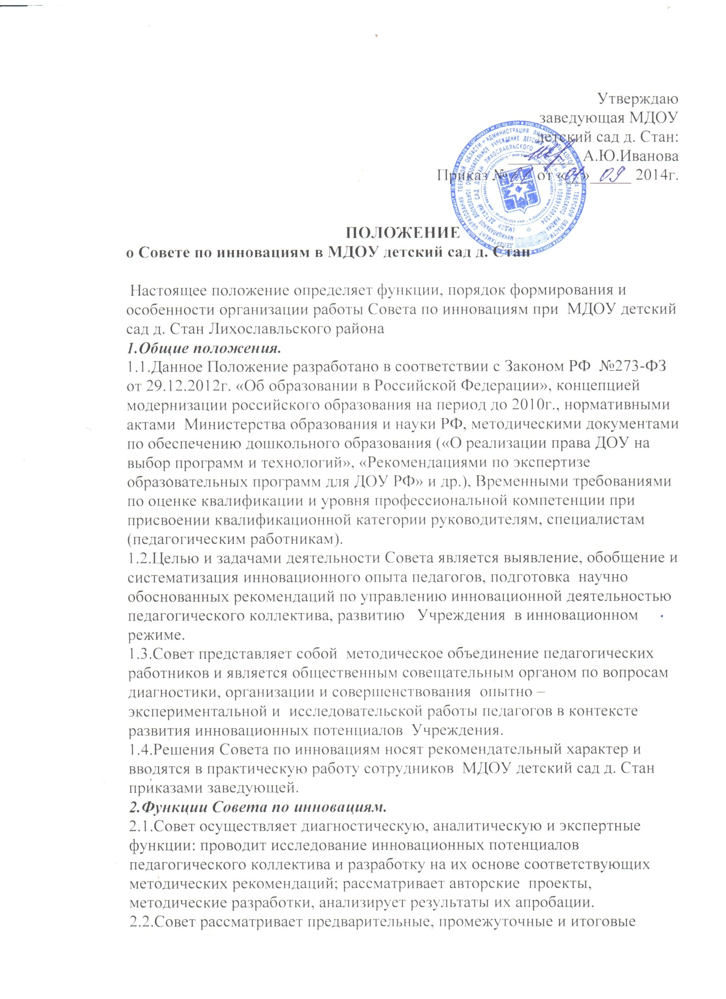 Утверждаю
заведующая МДОУ
детский сад д. Стан:
А.Ю.Иванова
Приказ № от «01» 09 2014г.
ПОЛОЖЕНИЕ
о Совете по инновациям в МДОУ детский сад д. Стан
Настоящее положение определяет функции, порядок формирования и
особенности организации работы Совета по инновациям при МДОУ детский
сад д. Стан Лихославльского района
1.Общие положения.
1.1.Данное Положение разработано в соответствии с Законом РФ №273-ФЗ
от 29.12.2012г. «Об образовании в Российской Федерации», концепцией
модернизации российского образования на период до 2010г., нормативными
актами Министерства образования и науки РФ, методическими документами
по обеспечению дошкольного образования («О реализации права ДОУ на
выбор программ и технологий», «Рекомендациями по экспертизе
образовательных программ для ДОУ РФ» и др.), Временными требованиями
по оценке квалификации и уровня профессиональной компетенции при
присвоении квалификационной категории руководителям, специалистам
(педагогическим работникам).
1.2.Целью и задачами деятельности Совета является выявление, обобщение и
систематизация инновационного опыта педагогов, подготовка научно
обоснованных рекомендаций по управлению инновационной деятельностью
педагогического коллектива, развитию Учреждения в инновационном
режиме.
1.3.Совет представляет собой методическое объединение педагогических
работников и является общественным совещательным органом по вопросам
диагностики, организации и совершенствования опытно –
экспериментальной и исследовательской работы педагогов в контексте
развития инновационных потенциалов Учреждения.
1.4.Решения Совета по инновациям носят рекомендательный характер и
вводятся в практическую работу сотрудников МДОУ детский сад д. Стан
приказами заведующей.
2.Функции Совета по инновациям.
2.1.Совет осуществляет диагностическую, аналитическую и экспертные
функции: проводит исследование инновационных потенциалов
педагогического коллектива и разработку на их основе соответствующих
методических рекомендаций; рассматривает авторские проекты,
методические разработки, анализирует результаты их апробации.
2.2.Совет рассматривает предварительные, промежуточные и итоговые